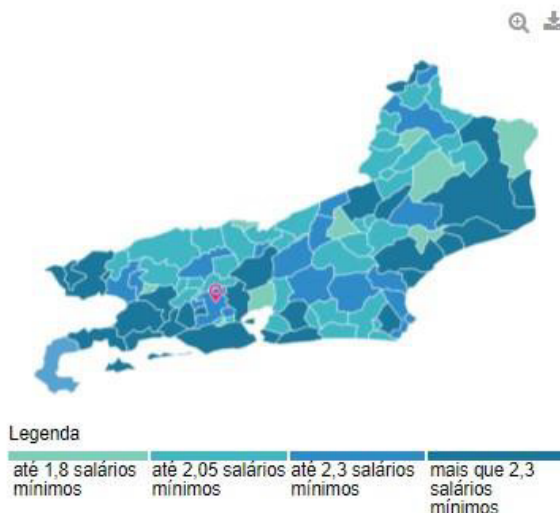 Legenda
até 1,8 salários
mínimos
até 2,05 salários
mínimos
até 2,3 salários
mínimos
mais que 2,3
salários
mínimos